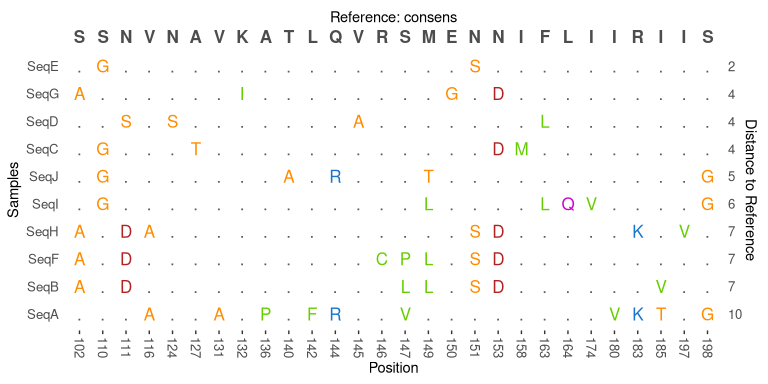 Reference: consens
S S N V N A V K A T L Q V R S M E N N I F L I I R I I S
SeqE . G . . . . . . . . . . . . . . . S . . . . . . . . . . 2
SeqG A . . . . . . I . . . . . . . . G . D . . . . . . . . . 4
SeqD . . S . S . . . . . . . A . . . . . . . L . . . . . . . 4
SeqC . G . . . T . . . . . . . . . . . . D M . . . . . . . . 4
SeqJ . G . . . . . . . A . R . . . T . . . . . . . . . . . G 5
SeqI . G . . . . . . . . . . . . . L . . . . L Q V . . . . G 6
SeqH A . D A . . . . . . . . . . . . . S D . . . . . K . V . 7
SeqF A . D . . . . . . . . . . C P L . S D . . . . . . . . . 7
SeqB A . D . . . . . . . . . . . L L . S D . . . . . . V . . 7
SeqA . . . A . . A . P . F R . . V . . . . . . . . V K T . G 10
102 110 111 116 124 127 131 132 136 140 142 144 145 146 147 149 150 151 153 158 163 164 174 180 183 185 197 198
Position
Samples
Distance to Reference